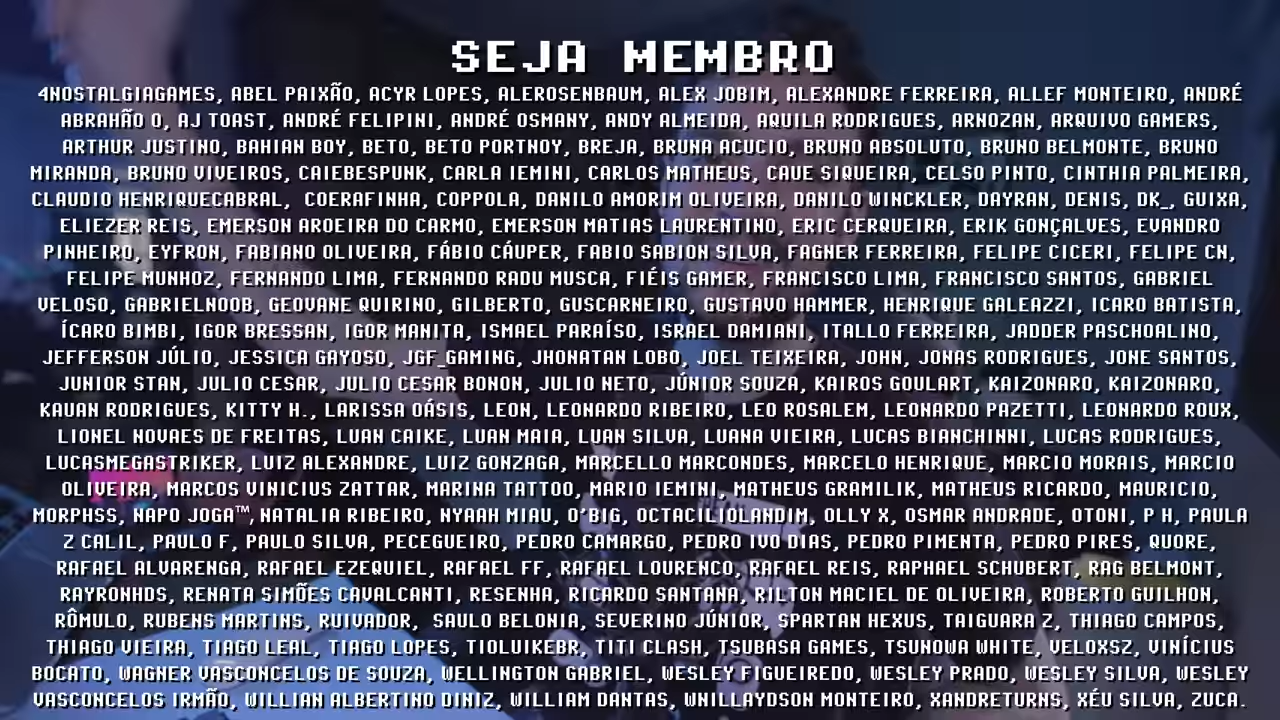 SEJA MEMBRO
4NOSTALGIAGAMES, ABEL PAIXÃO, ACYR LOPES, ALEROSENBAUM, ALEX JOBIM, ALEXANDRE FERREIRA, ALLEF MONTEIRO, ANDRÉ
ABRAHÃO O, AJ TOAST, ANDRÉ FELIPINI, ANDRÉ OSMANY, ANDY ALMEIDA, AQUILA RODRIGUES, ARNOZAN, ARQUIVO GAMERS,
ARTHUR JUSTINO, BAHIAN BOY, BETO, BETO PORTNOY, BREJA, BRUNA ACUCIO, BRUNO ABSOLUTO, BRUNO BELMONTE, BRUNO
MIRANDA, BRUNO VIVEIROS, CAIEBESPUNK, CARLA IEMINI, CARLOS MATHEUS, CAUE SIQUEIRA, CELSO PINTO, CINTHIA PALMEIRA,
CLAUDIO HENRIQUECABRAL, COERAFINHA, COPPOLA, DANILO AMORIM OLIVEIRA, DANILO WINCKLER, DAYRAN, DENIS, DK_, GUIXA,
ELIEZER REIS, EMERSON AROEIRA DO CARMO, EMERSON MATIAS LAURENTINO, ERIC CERQUEIRA, ERIK GONÇALVES, EVANDRO
PINHEIRO, EYFRON, FABIANO OLIVEIRA, FÁBIO CÁUPER, FABIO SABION SILVA, FAGNER FERREIRA, FELIPE CICERI, FELIPE CN,
FELIPE MUNHOZ, FERNANDO LIMA, FERNANDO RADU MUSCA, FIÉIS GAMER, FRANCISCO LIMA, FRANCISCO SANTOS, GABRIEL
VELOSO, GABRIELNOOB, GEOVANE QUIRINO, GILBERTO, GUSCARNEIRO, GUSTAVO HAMMER, HENRIQUE GALEAZZI, ICARO BATISTA,
ÍCARO BIMBI, IGOR BRESSAN, IGOR MANITA, ISMAEL PARAÍSO, ISRAEL DAMIANI, ITALLO FERREIRA, JADDER PASCHOALINO,
JEFFERSON JÚLIO, JESSICA GAYOSO, JGF_GAMING, JHONATAN LOBO, JOEL TEIXEIRA, JOHN, JONAS RODRIGUES, JONE SANTOS,
JUNIOR STAN, JULIO CESAR, JULIO CESAR BONON, JULIO NETO, JÚNIOR SOUZA, KAIROS GOULART, KAIZONARO, KAIZONARO,
KAUAN RODRIGUES, KITTY H., LARISSA OÁSIS, LEON, LEONARDO RIBEIRO, LEO ROSALEM, LEONARDO PAZETTI, LEONARDO ROUX,
LIONEL NOVAES DE FREITAS, LUAN CAIKE, LUAN MAIA, LUAN SILVA, LUANA VIEIRA, LUCAS BIANCHINNI, LUCAS RODRIGUES,
LUCASMEGASTRIKER, LUIZ ALEXANDRE, LUIZ GONZAGA, MARCELLO MARCONDES, MARCELO HENRIQUE, MARCIO MORAIS, MARCIO
OLIVEIRA, MARCOS VINICIUS ZATTAR, MARINA TATTOO, MARIO IEMINI, MATHEUS GRAMILIK, MATHEUS RICARDO, MAURICIO,
MORPHSS, NAPO JOGA™, NATALIA RIBEIRO, NYAAH MIAU, O'BIG, OCTACILIOLANDIM, OLLY X, OSMAR ANDRADE, OTONI, P H, PAULA
Z CALIL, PAULO F, PAULO SILVA, PECEGUEIRO, PEDRO CAMARGO, PEDRO IVO DIAS, PEDRO PIMENTA, PEDRO PIRES, QUORE,
RAFAEL ALVARENGA, RAFAEL EZEQUIEL, RAFAEL FF, RAFAEL LOURENCO, RAFAEL REIS, RAPHAEL SCHUBERT, RAG BELMONT,
RAYRONHDS, RENATA SIMÕES CAVALCANTI, RESENHA, RICARDO SANTANA, RILTON MACIEL DE OLIVEIRA, ROBERTO GUILHON,
RÔMULO, RUBENS MARTINS, RUIVADOR, SAULO BELONIA, SEVERINO JÚNIOR, SPARTAN HEXUS, TAIGUARA Z, THIAGO CAMPOS,
THIAGO VIEIRA, TIAGO LEAL, TIAGO LOPES, TIOLUIKEBR, TITI CLASH, TSUBASA GAMES, TSUNOWA WHITE, VELOXSZ, VINÍCIUS
BOCATO, WAGNER VASCONCELOS DE SOUZA, WELLINGTON GABRIEL, WESLEY FIGUEIREDO, WESLEY PRADO, WESLEY SILVA, WESLEY
VASCONCELOS IRMÃO, WILLIAN ALBERTINO DINIZ, WILLIAM DANTAS, WNILLAYDSON MONTEIRO, XANDRETURNS, XÉU SILVA, ZUCA.